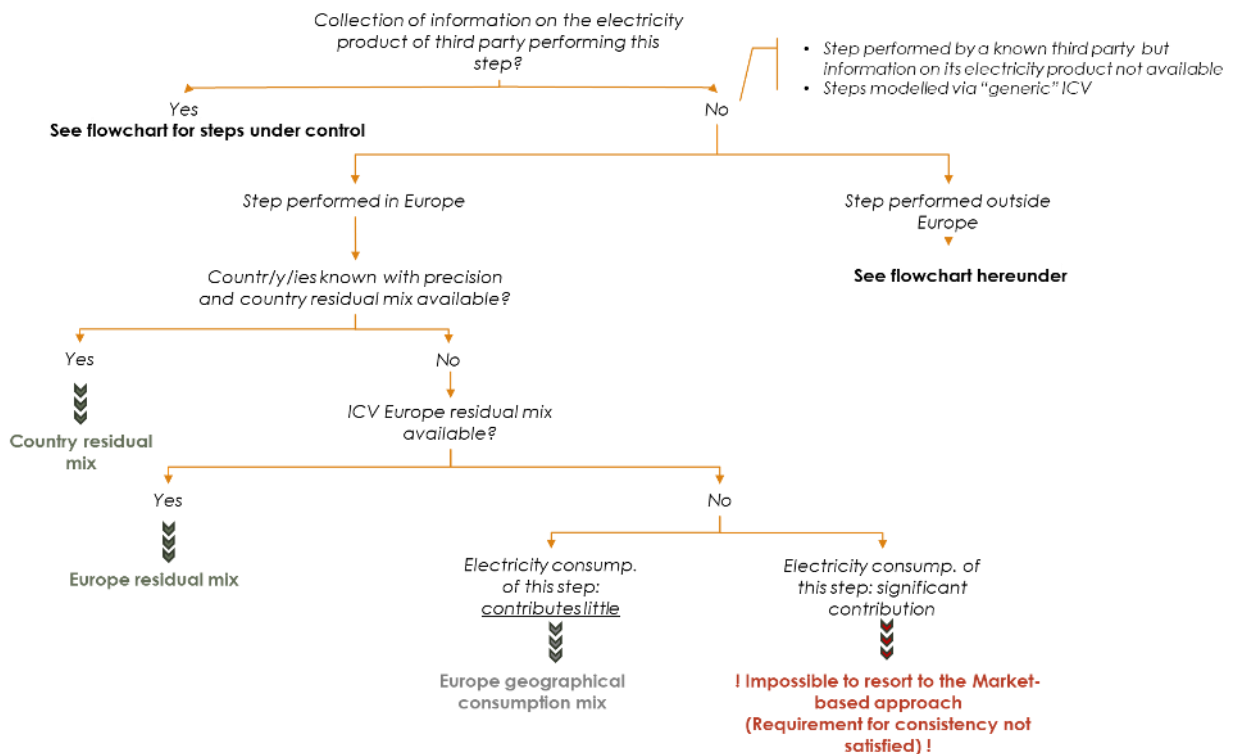 Collection of information on the electricity
product of third party performing this
step?
• Step performed by a known third party but
information on its electricity product not available
• Steps modelled via “generic” ICV
Yes
No
See flowchart for steps under control
Step performed in Europe
Step performed outside
Europe
See flowchart hereunder
Countr/y/ies known with precision
and country residual mix available?
Yes
No
Country residual
mix
ICV Europe residual mix
available?
Yes
No
Europe residual mix
Electricity consump.
of this step:
contributes little
Electricity consump. of
this step: significant
contribution
Europe geographical
consumption mix
! Impossible to resort to the Market-
based approach
(Requirement for consistency not
satisfied) !